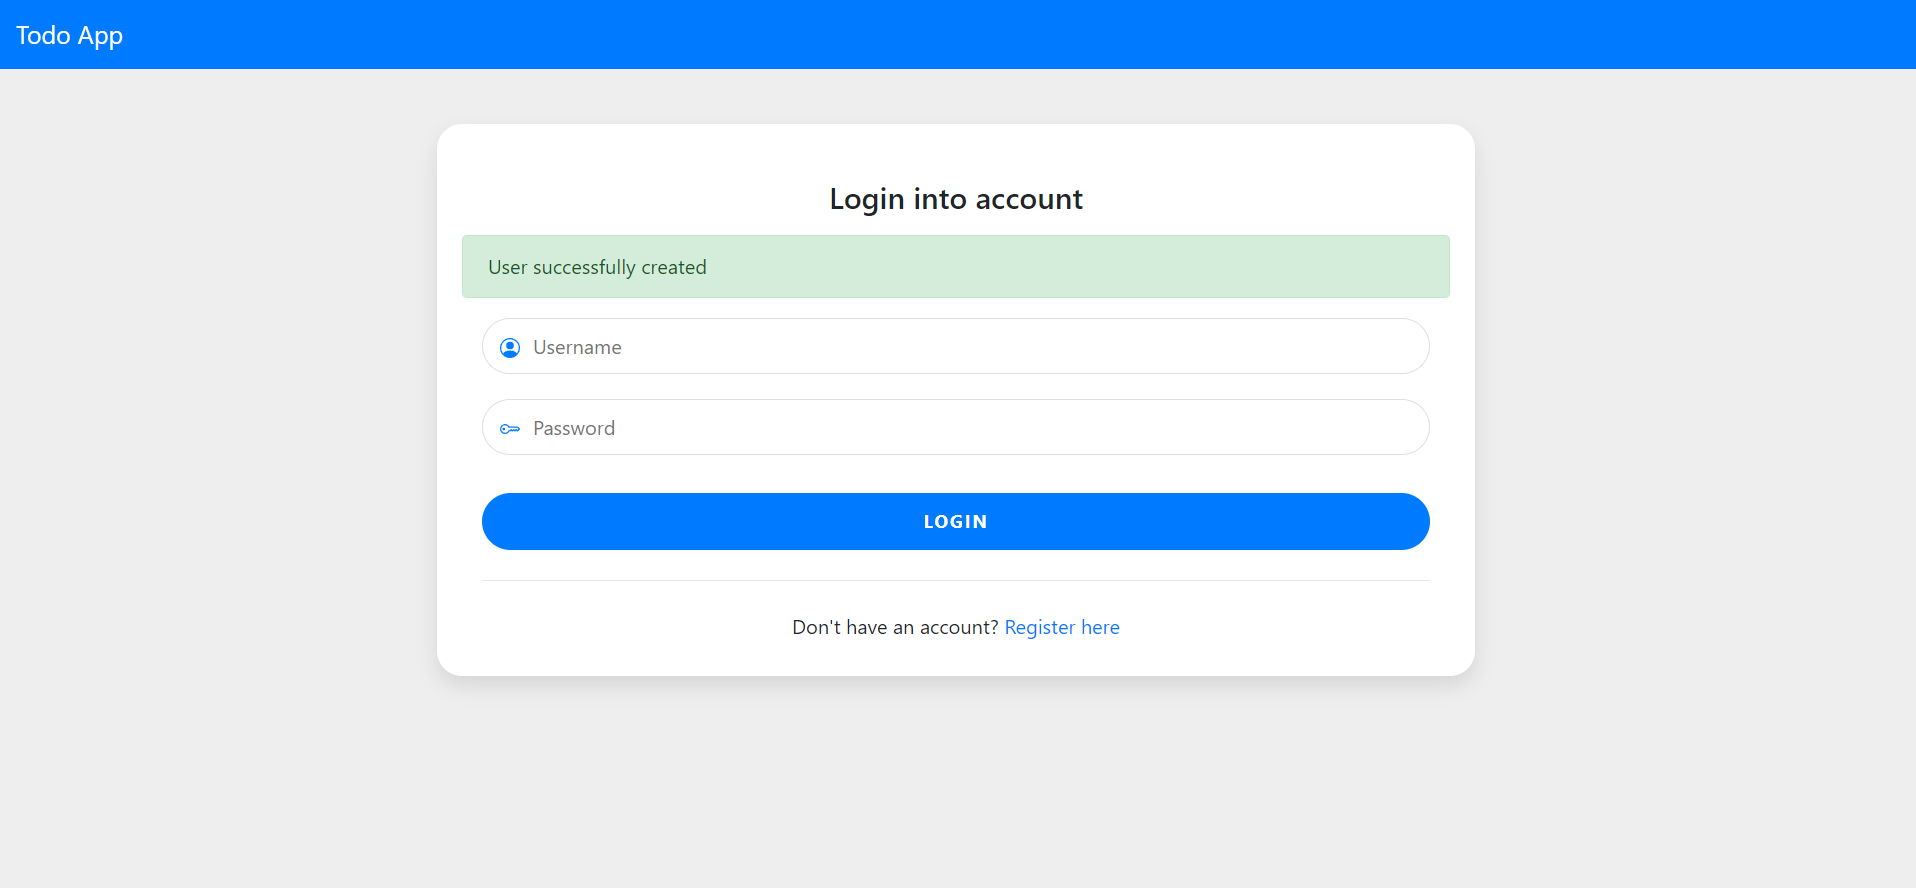 Todo App
Login into account
User successfully created
Username
Password
LOGIN
Don't have an account? Register here